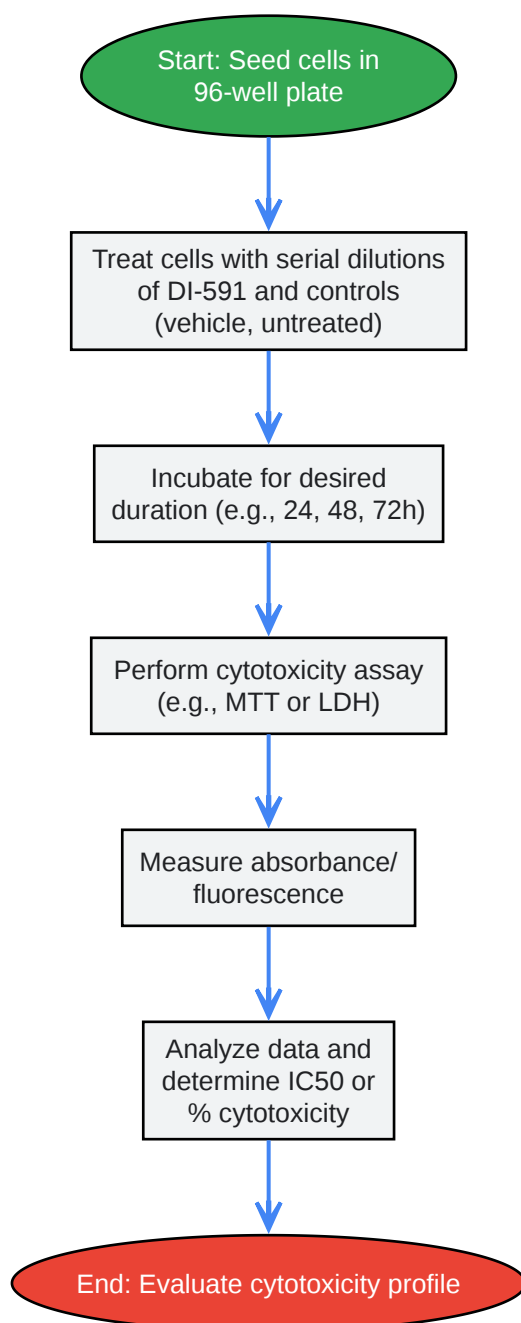 Start: Seed cells in
96-well plate
Treat cells with serial dilutions
of DI-591 and controls
(vehicle, untreated)
Incubate for desired
duration (e.g., 24, 48, 72h)
Perform cytotoxicity assay
(e.g., MTT or LDH)
Measure absorbance/
fluorescence
Analyze data and
determine IC50 or
% cytotoxicity
End: Evaluate cytotoxicity profile